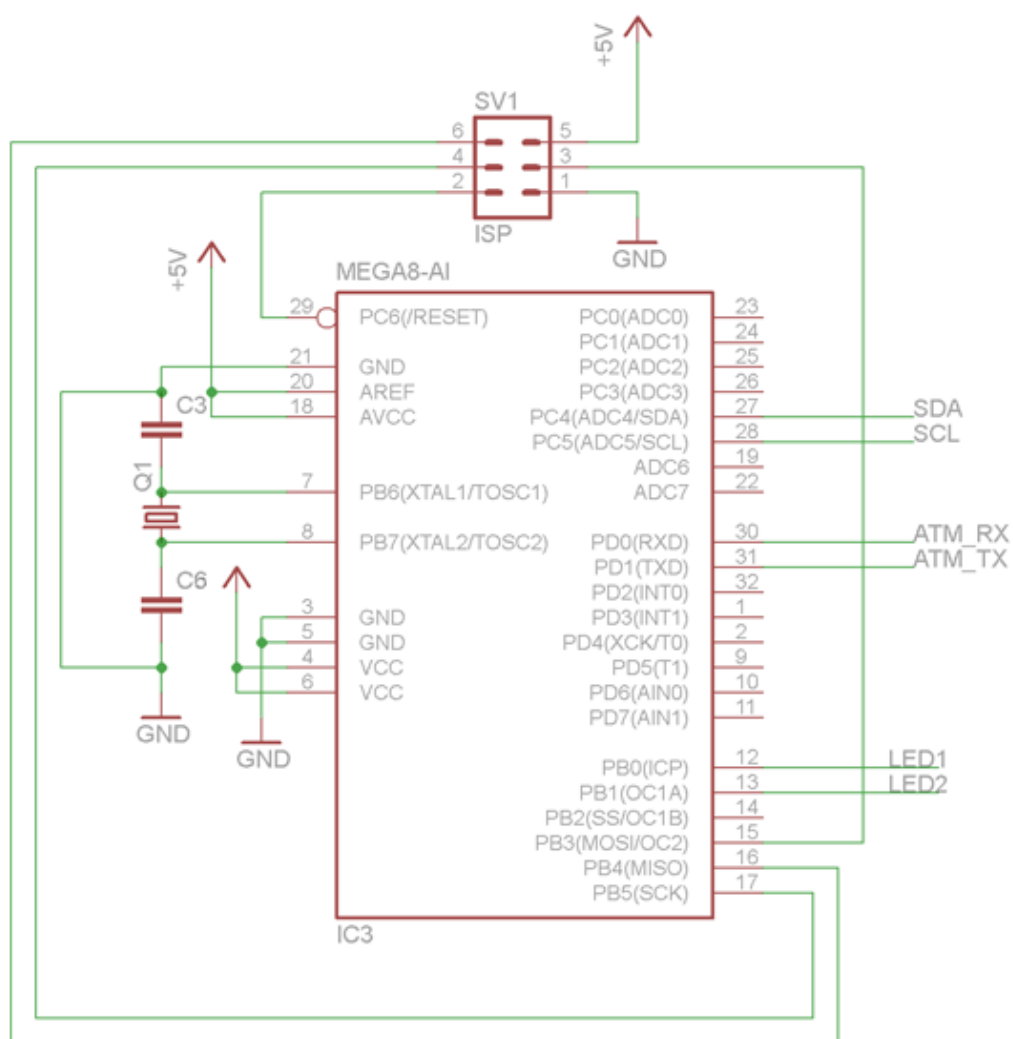 +5V
SV1
6 5
4 3
2 1
ISP
GND
+5V
MEGA8-AI
29 PC6(/RESET) PC0(ADC0) 23
PC1(ADC1) 24
21 GND PC2(ADC2) 25
20 AREF PC3(ADC3) 26
18 AVCC PC4(ADC4/SDA) 27 SDA
PC5(ADC5/SCL) 28 SCL
C3
ADC6 19
Q1
7 PB6(XTAL1/TOSC1) ADC7 22
8 PB7(XTAL2/TOSC2) PD0(RXD) 30 ATM_RX
PD1(TXD) 31 ATM_TX
C6
PD2(INT0) 32
3 GND PD3(INT1) 1
5 GND PD4(XCK/T0) 2
4 VCC PD5(T1) 9
6 VCC PD6(AIN0) 10
PD7(AIN1) 11
GND
GND
PB0(ICP) 12 LED1
PB1(OC1A) 13 LED2
PB2(SS/OC1B) 14
PB3(MOSI/OC2) 15
PB4(MISO) 16
PB5(SCK) 17
IC3